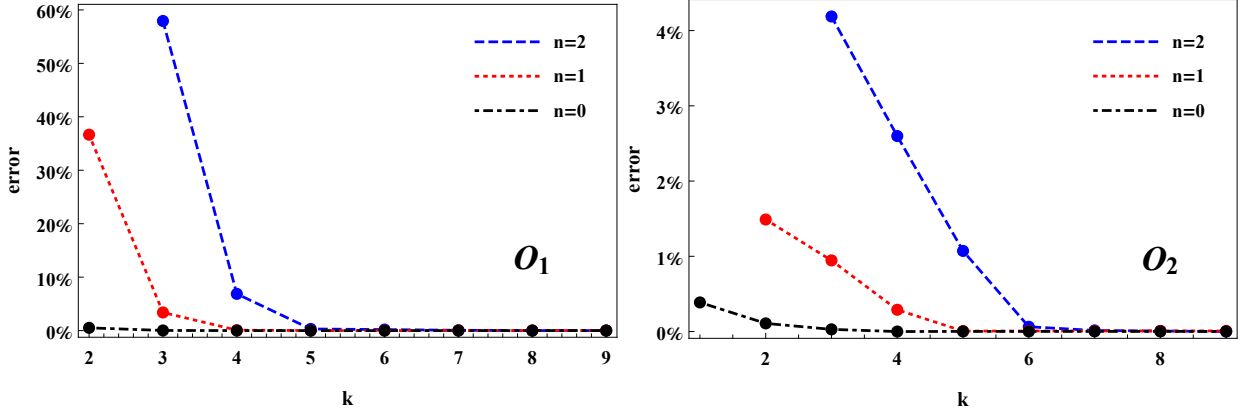 60%
50%
40%
30%
20%
10%
0%
error
2 3 4 5 6 7 8 9
k
n=2
n=1
n=0
O1
4%
3%
2%
1%
0%
error
2 4 6 8
k
n=2
n=1
n=0
O2